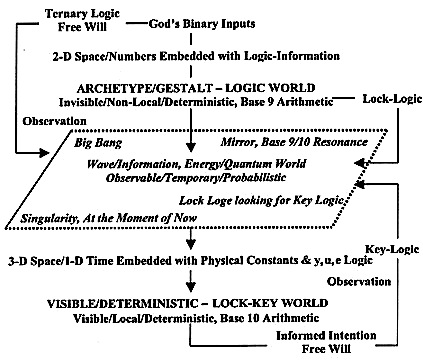 Ternary Logic
Free Will
God's Binary Inputs
2-D Space/Numbers Embedded with Logic-Information
ARCHETYPE/GESTALT – LOGIC WORLD
Invisible/Non-Local/Deterministic, Base 9 Arithmetic
Lock-Logic
Observation
Big Bang
Mirror, Base 9/10 Resonance
Wave/Information, Energy/Quantum World
Observable/Temporary/Probabilistic
Lock Loge looking for Key Logic
Singularity, At the Moment of Now
Key-Logic
3-D Space/1-D Time Embedded with Physical Constants & y,u,e Logic
Observation
VISIBLE/DETERMINISTIC – LOCK-KEY WORLD
Visible/Local/Deterministic, Base 10 Arithmetic
Informed Intention
Free Will